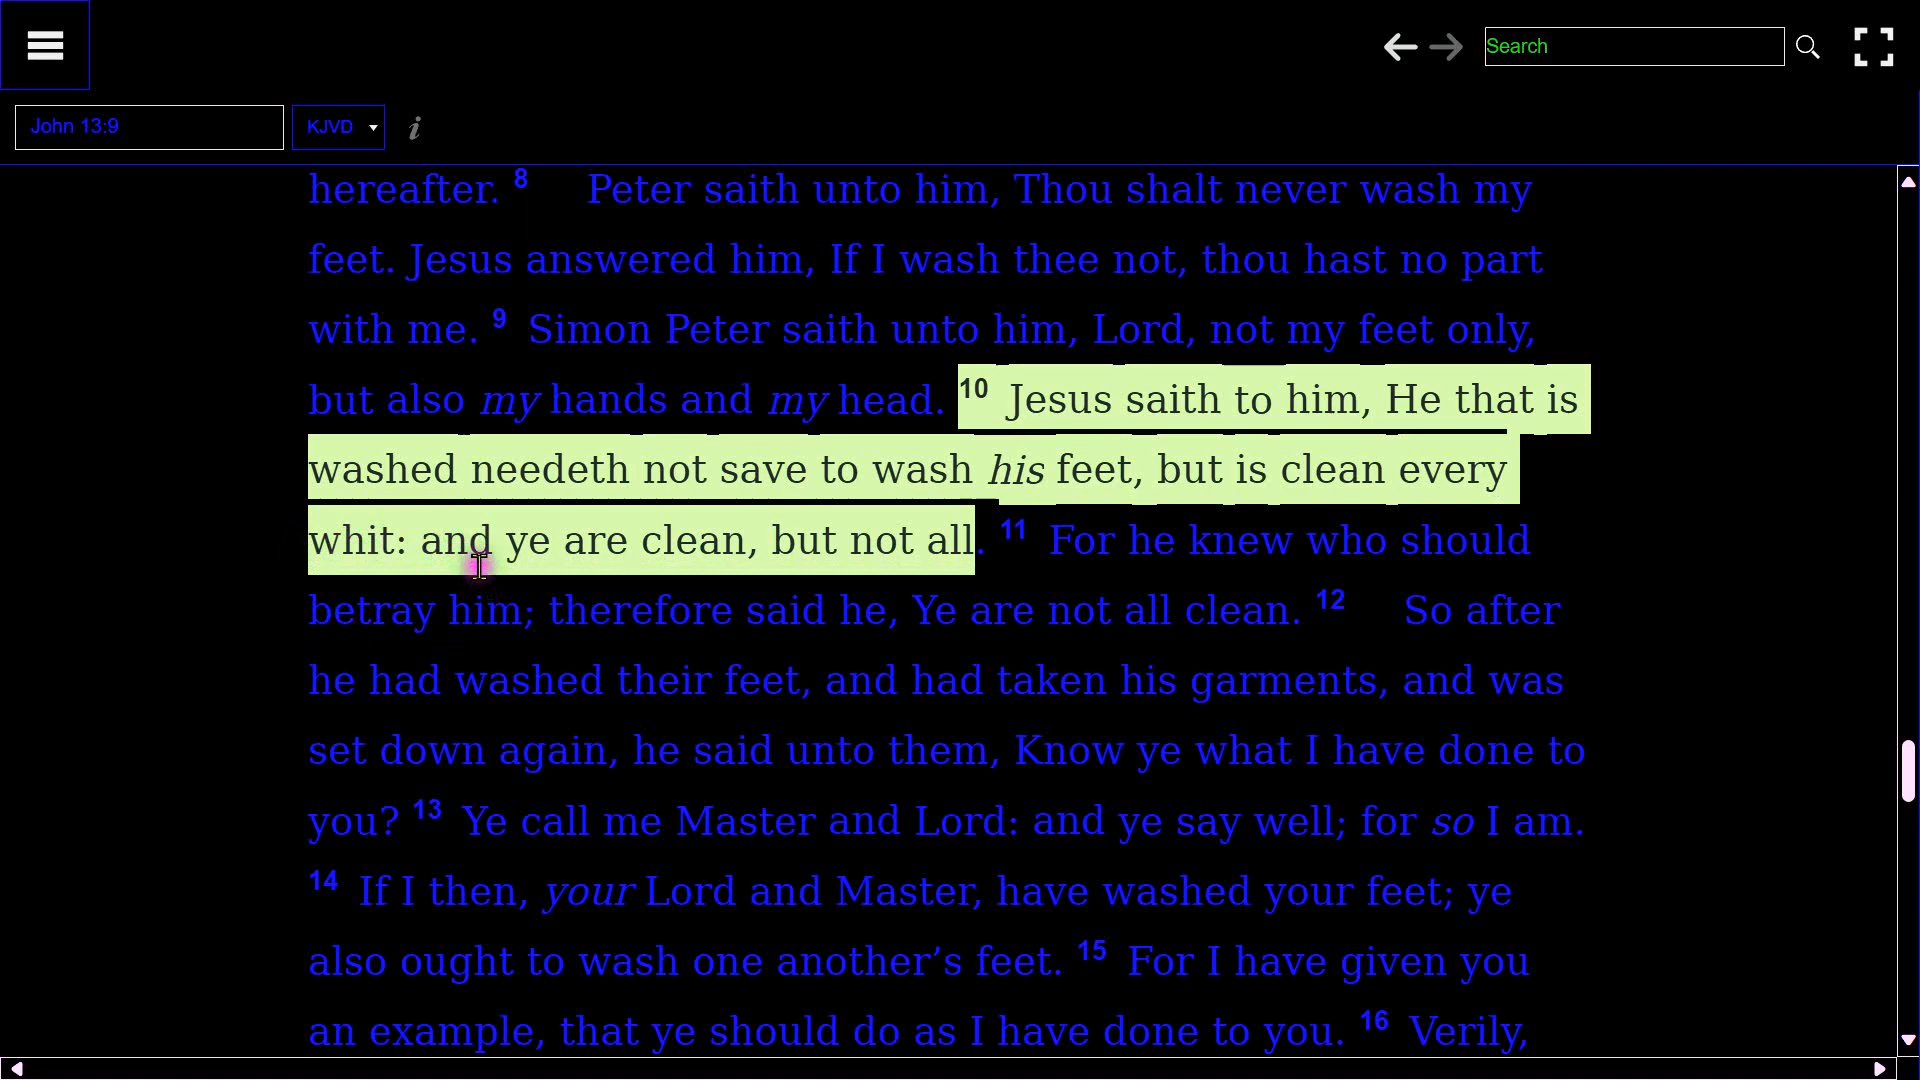 Search
John 13:9 KJVD i
hereafter. 8 Peter saith unto him, Thou shalt never wash my
feet. Jesus answered him, If I wash thee not, thou hast no part
with me. 9 Simon Peter saith unto him, Lord, not my feet only,
but also my hands and my head. 10 Jesus saith to him, He that is
washed needeth not save to wash his feet, but is clean every
whit: and ye are clean, but not all. 11 For he knew who should
betray him; therefore said he, Ye are not all clean. 12 So after
he had washed their feet, and had taken his garments, and was
set down again, he said unto them, Know ye what I have done to
you? 13 Ye call me Master and Lord: and ye say well; for so I am.
14 If I then, your Lord and Master, have washed your feet; ye
also ought to wash one another’s feet. 15 For I have given you
an example, that ye should do as I have done to you. 16 Verily,